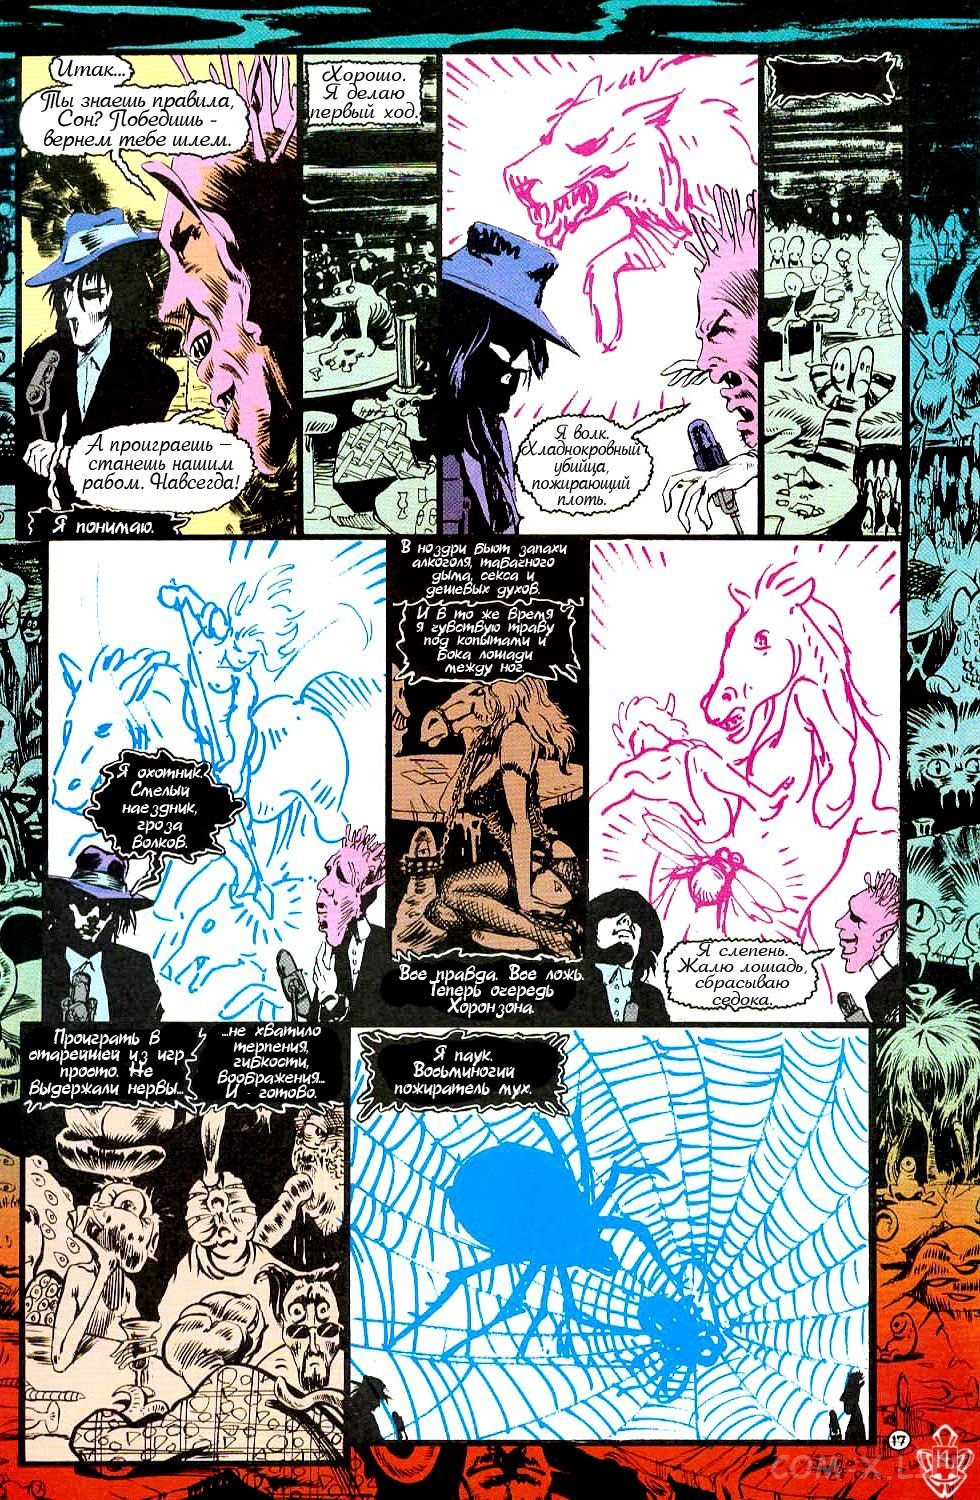 Итак...
Ты знаешь правила,
Сон? Победишь -
вернем тебе шлем.
А проиграешь –
станешь нашим
рабом. Навсегда!
Я понимаю.
Хорошо.
Я делаю
первый ход.
Я волк.
Хладнокровный
убийца,
пожирающий
плоть.
Я охотник.
Смелый
наездник,
гроза
волков.
В ноздри бьют запахи
алкоголя, табачного
дыма, секса и
дешевых духов.
И в то же время
я чувствую траву
под копытами и
бока лошади
между ног.
Все правда. Все ложь.
Теперь очередь
Хоронзона.
Я слепень.
Жалю лошадь,
сбрасываю
седока.
Проиграть в
старейшей из игр
просто. Не
выдержали нервы...
...не хватило
терпения,
гибкости,
воображения...
И - готово.
Я паук.
Восьминогий
пожиратель мух.
17